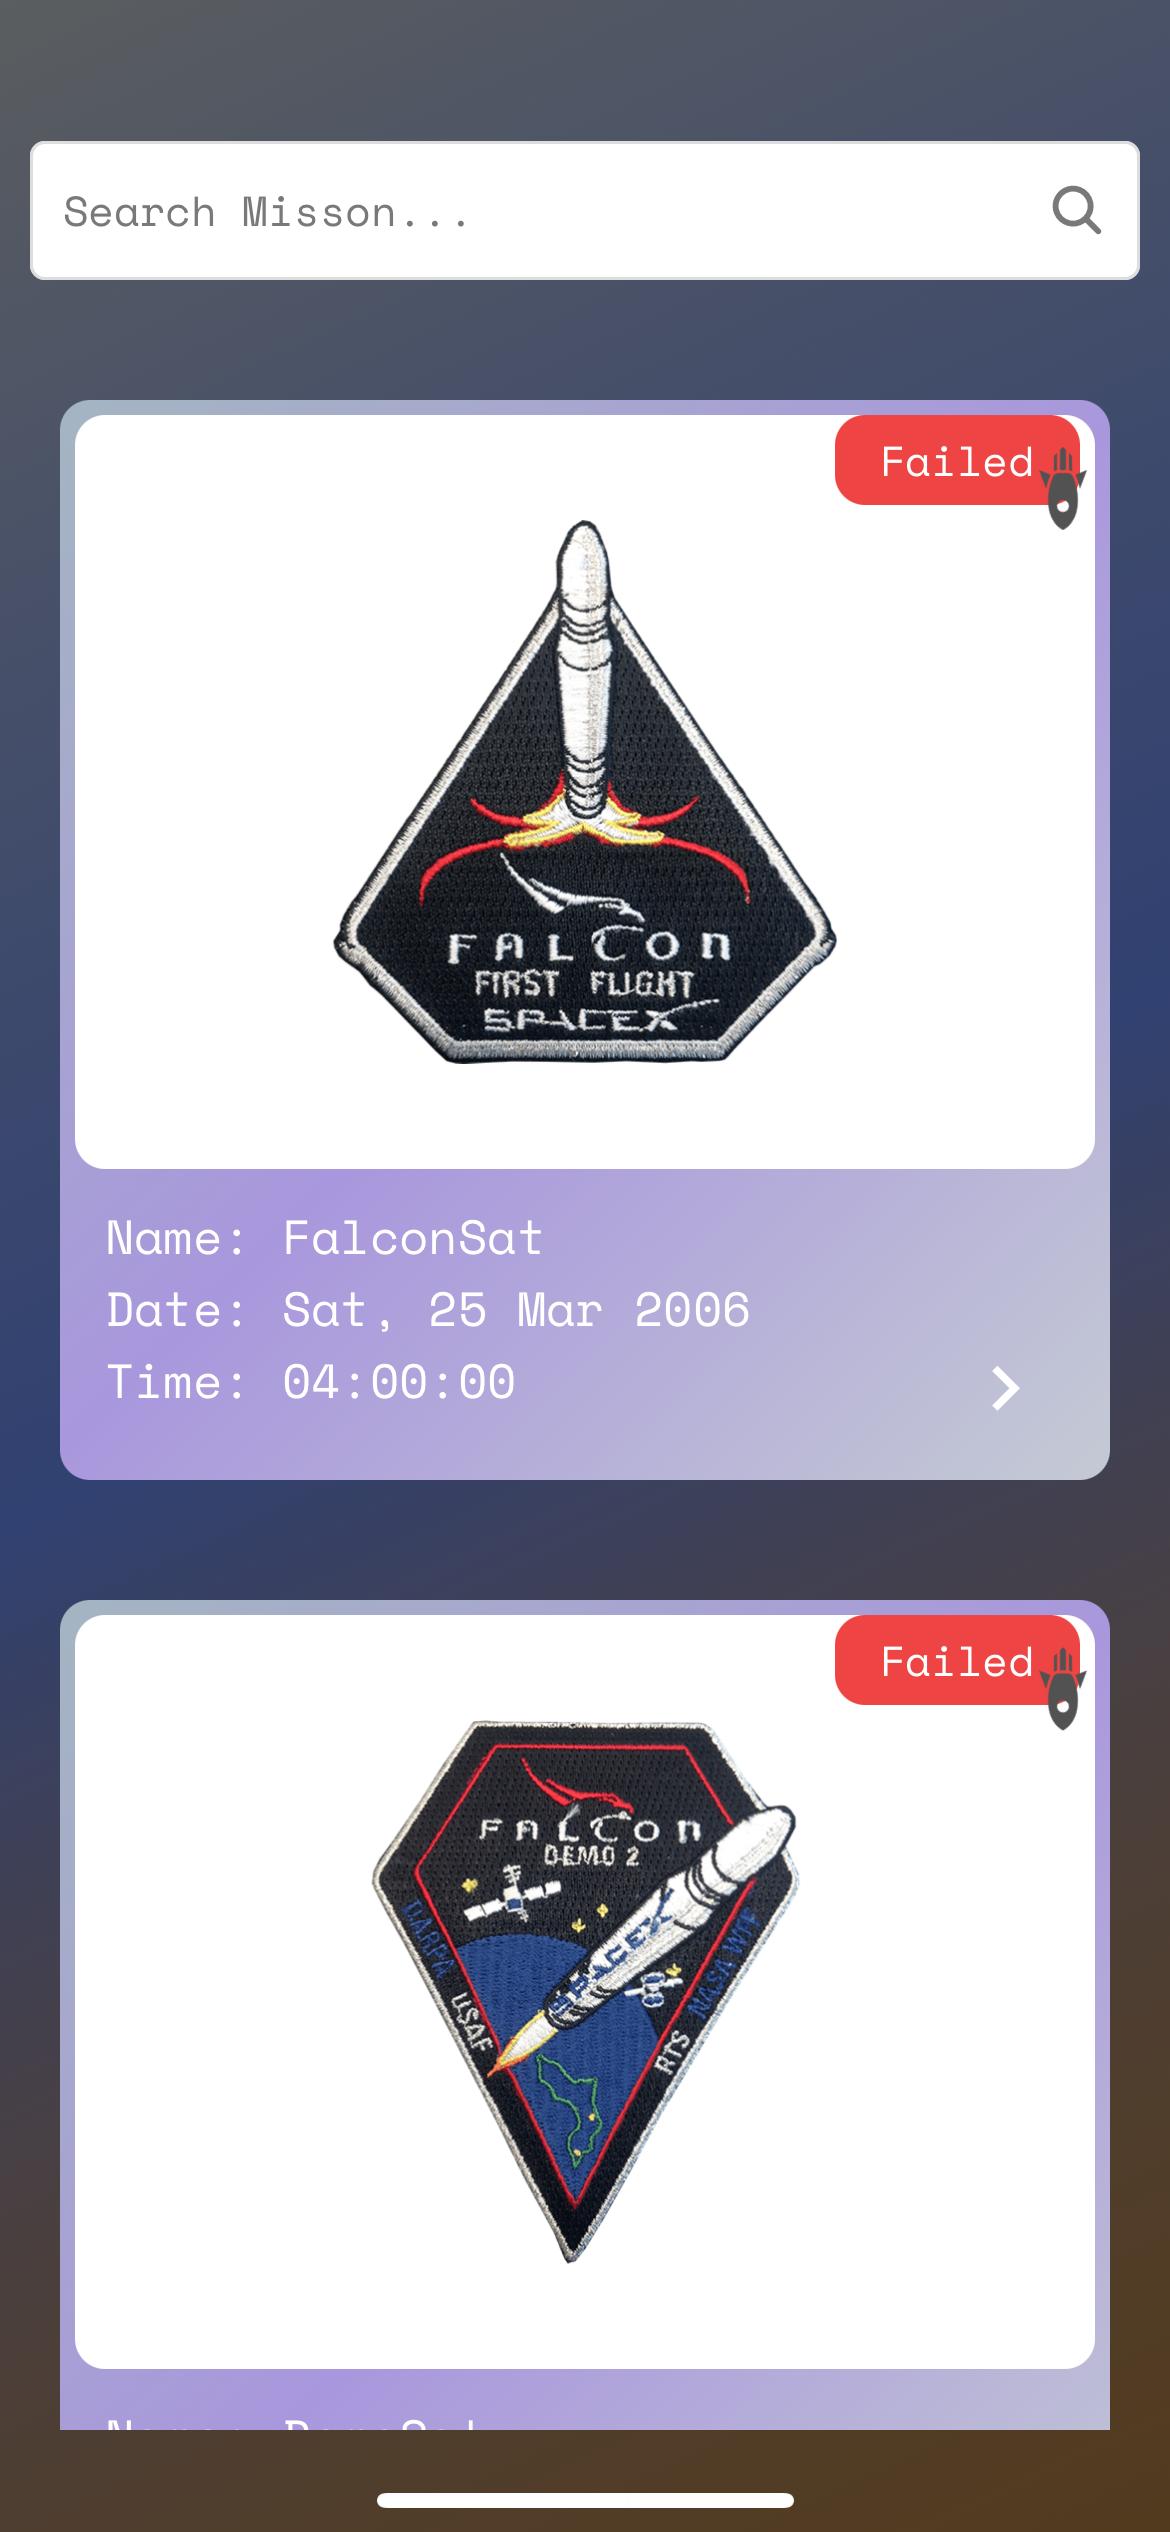 Search Misson...
Failed
FALCON
FIRST FLIGHT
SPACEX
Name: FalconSat
Date: Sat, 25 Mar 2006
Time: 04:00:00
Failed
FALCON
DEMO 2
DARPA USAF
SPACEX
RTS NASA WFF